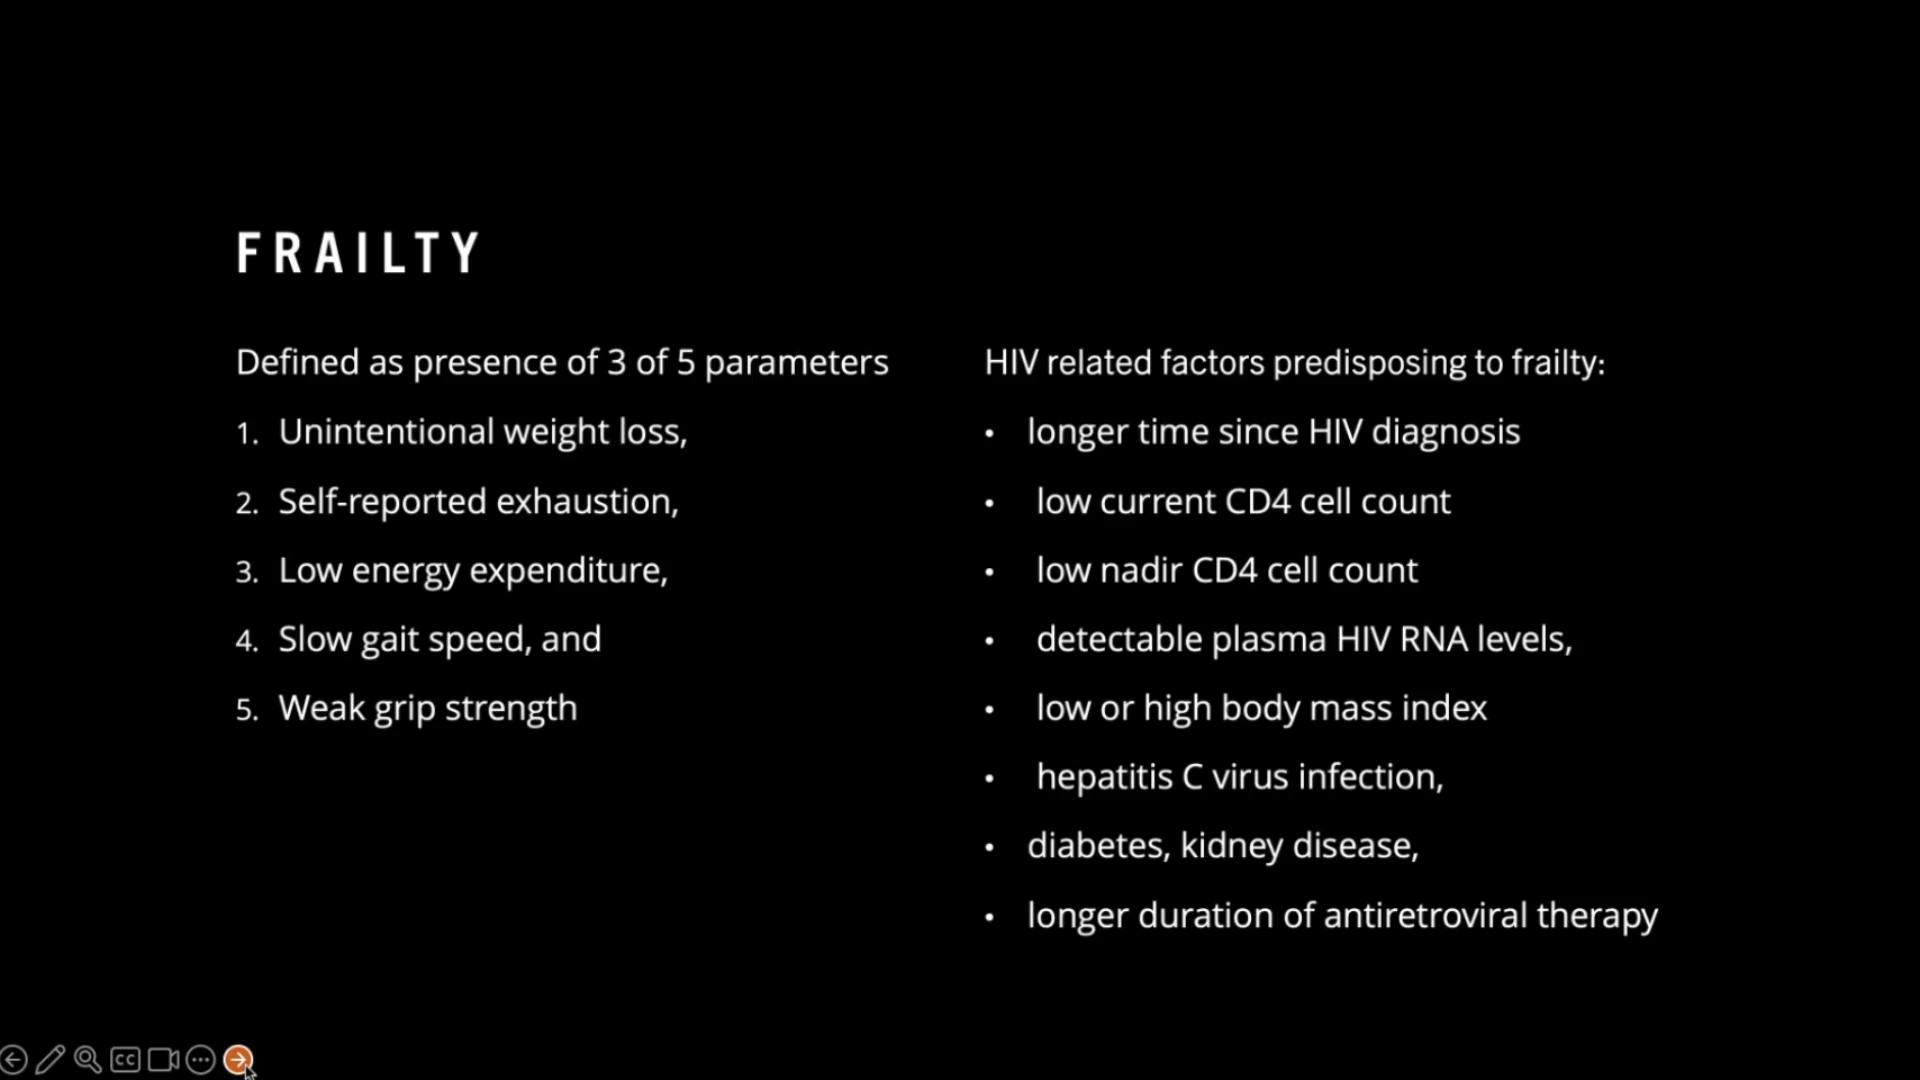 FRAILTY
Defined as presence of 3 of 5 parameters
1. Unintentional weight loss,
2. Self-reported exhaustion,
3. Low energy expenditure,
4. Slow gait speed, and
5. Weak grip strength
HIV related factors predisposing to frailty:
• longer time since HIV diagnosis
• low current CD4 cell count
• low nadir CD4 cell count
• detectable plasma HIV RNA levels,
• low or high body mass index
• hepatitis C virus infection,
• diabetes, kidney disease,
• longer duration of antiretroviral therapy
CC